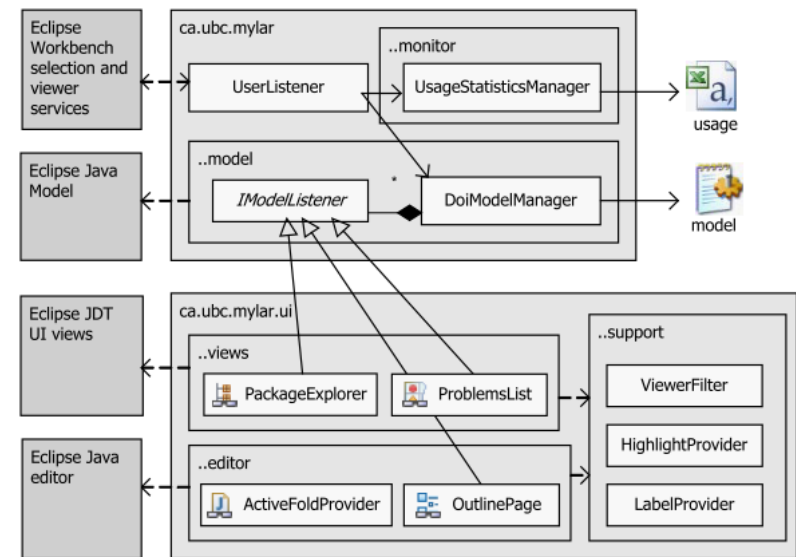 Eclipse
Workbench
selection and
viewer
services
ca.ubc.mylar
..monitor
UserListener
UsageStatisticsManager
a,
usage
Eclipse Java
Model
..model
IModelListener
*
DoiModelManager
model
Eclipse JDT
UI views
ca.ubc.mylar.ui
..views
PackageExplorer
ProblemsList
..support
ViewerFilter
HighlightProvider
LabelProvider
Eclipse Java
editor
..editor
ActiveFoldProvider
OutlinePage